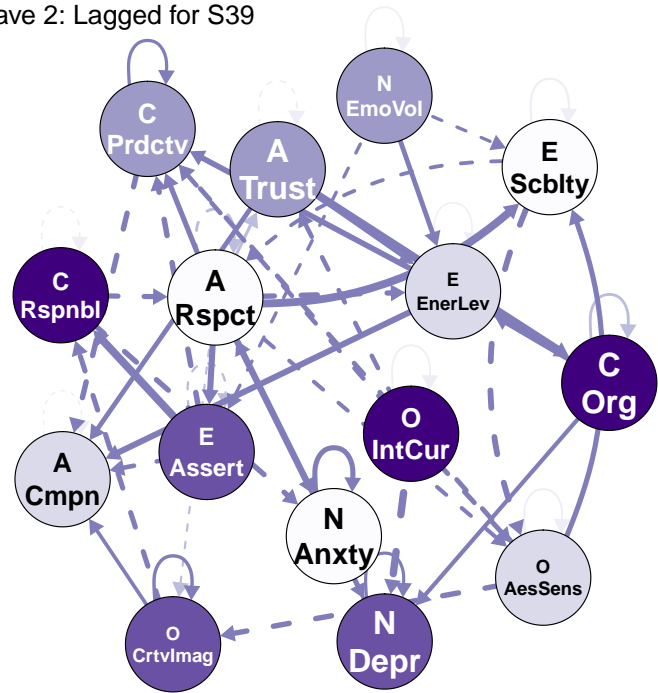 ave 2: Lagged for S39
N
EmoVol
C
Prdctv
A
Trust
E
Scblty
C
Rspnbl
A
Rspct
E
EnerLev
C
Org
O
IntCur
E
Assert
A
Cmpn
N
Anxty
O
AesSens
O
CrtvImag
N
Depr